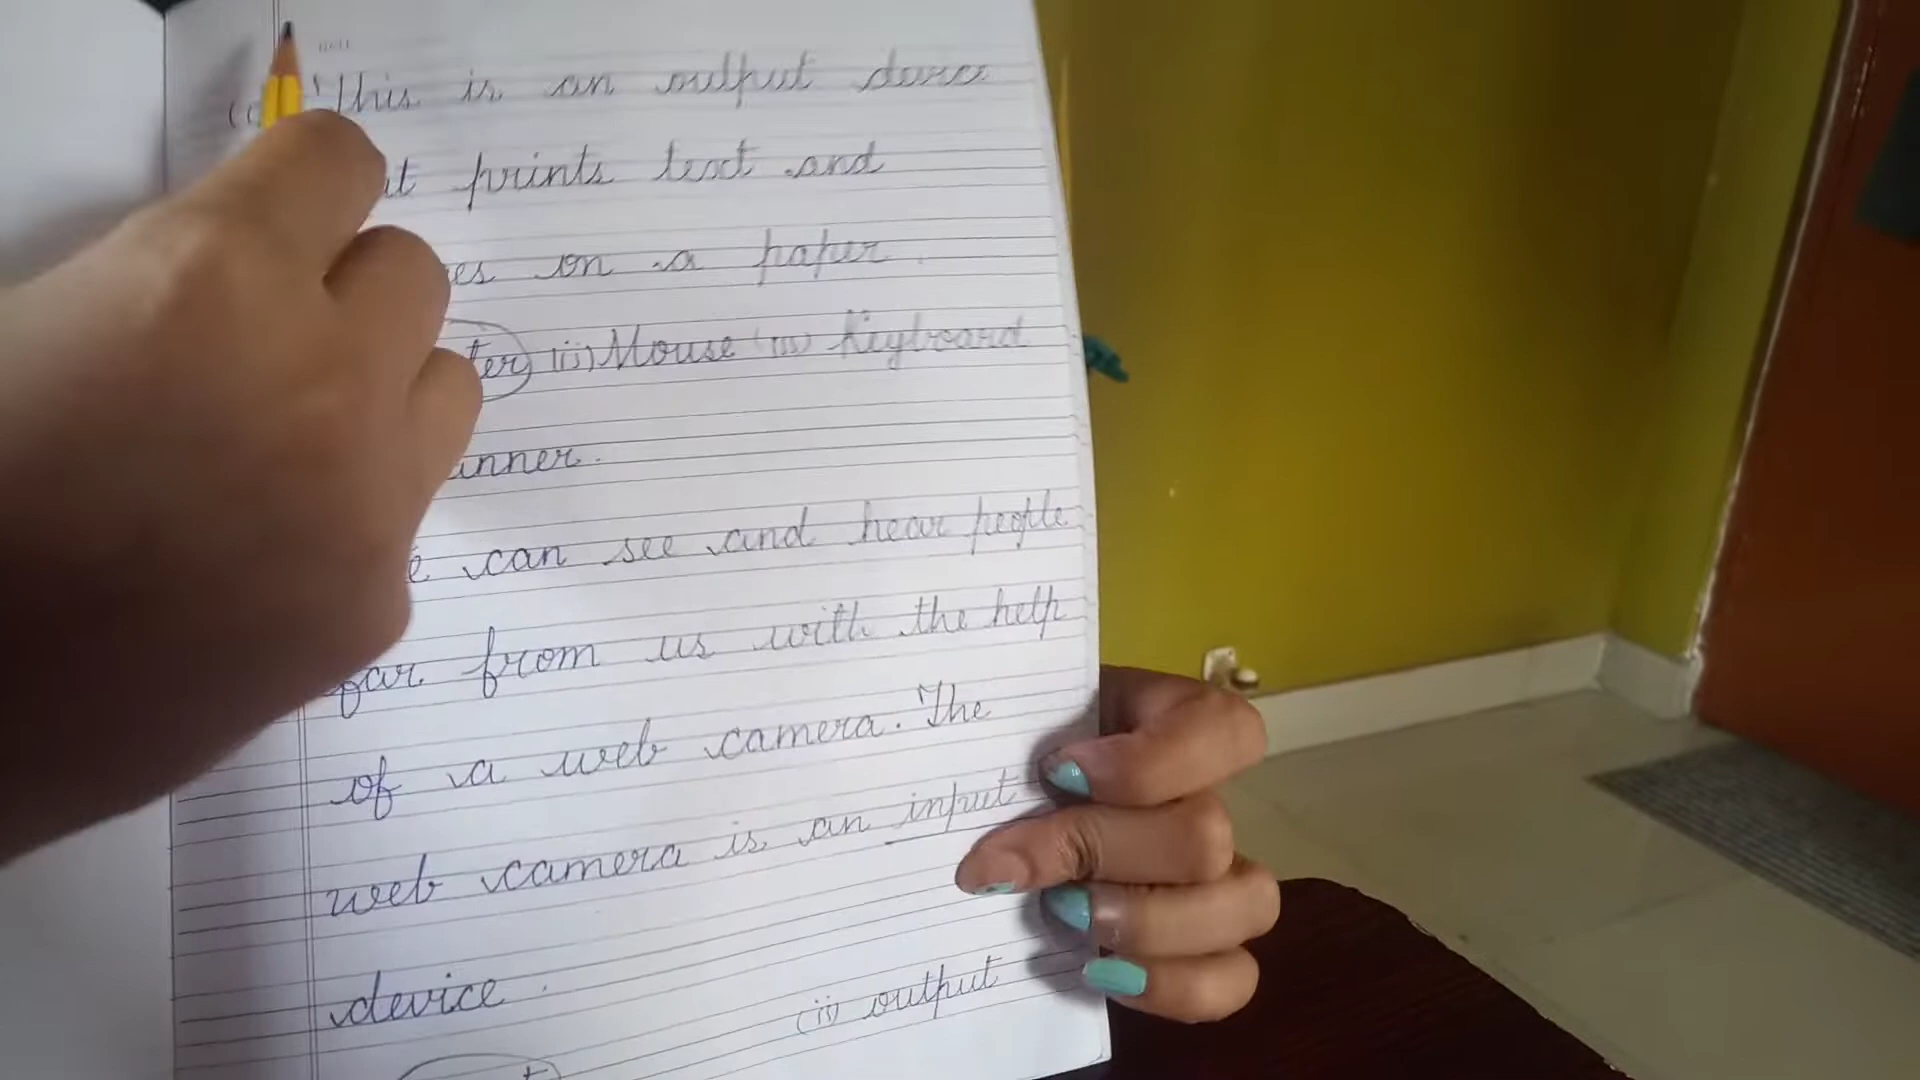 This is an output device
prints text and
es on a paper.
ter) (ii) Mouse (iii) Keyboard
anner.
can see and hear people
far from us with the help
of a web camera. The
web camera is an input
device.
(ii) output